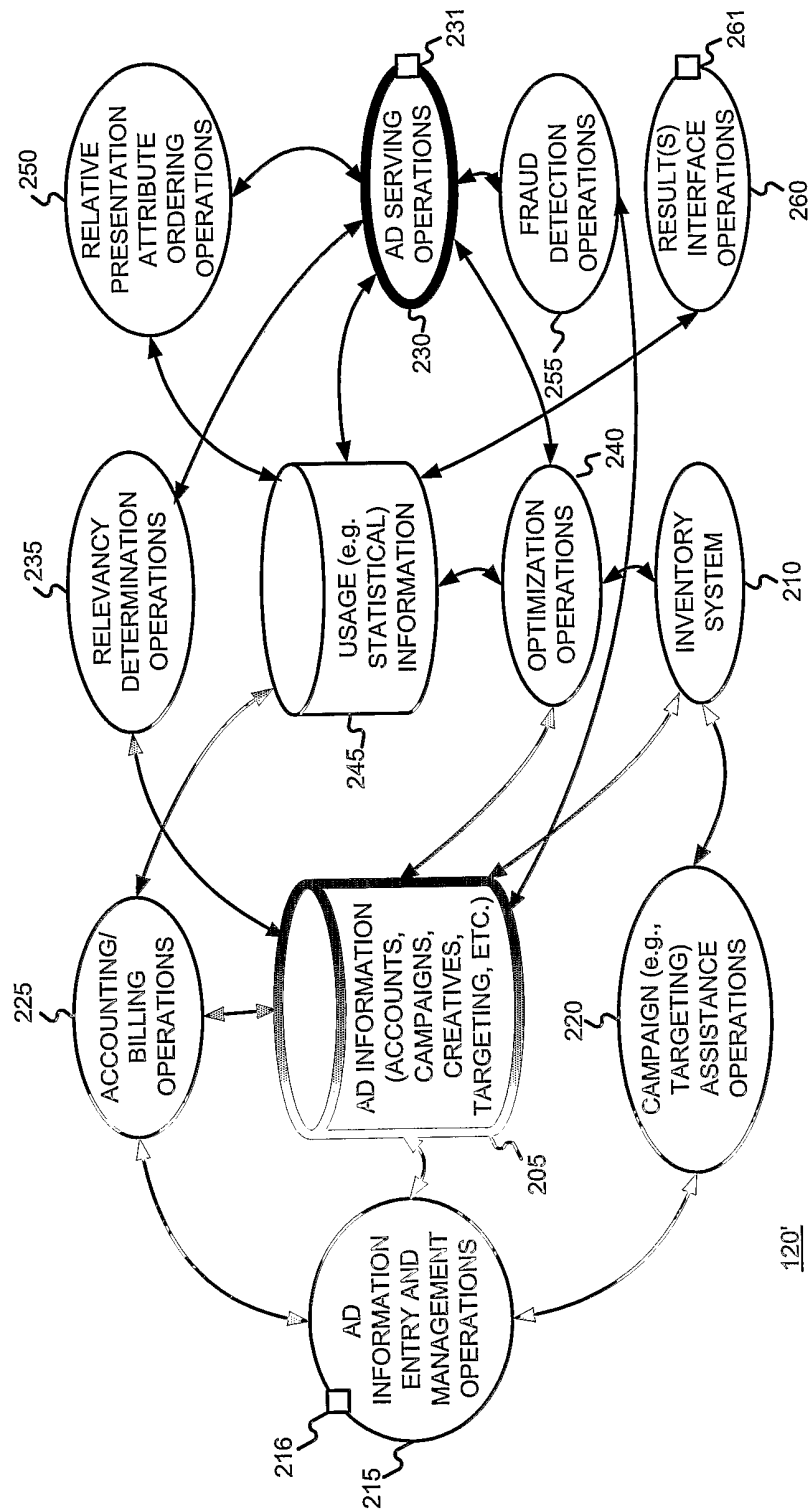 215
216
AD
INFORMATION
ENTRY AND
MANAGEMENT
OPERATIONS
225
ACCOUNTING/
BILLING
OPERATIONS
AD INFORMATION
(ACCOUNTS,
CAMPAIGNS,
CREATIVES,
TARGETING, ETC.)
205
220
CAMPAIGN (e.g.,
TARGETING)
ASSISTANCE
OPERATIONS
235
RELEVANCY
DETERMINATION
OPERATIONS
245
USAGE (e.g.
STATISTICAL)
INFORMATION
240
OPTIMIZATION
OPERATIONS
INVENTORY
SYSTEM
210
250
RELATIVE
PRESENTATION
ATTRIBUTE
ORDERING
OPERATIONS
231
AD SERVING
OPERATIONS
230
FRAUD
DETECTION
OPERATIONS
255
261
RESULT(S)
INTERFACE
OPERATIONS
260
120'